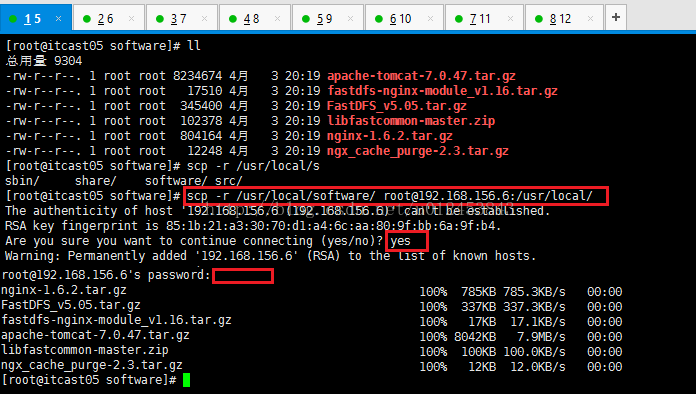 1 5 × 2 6 × 3 7 × 4 8 × 5 9 × 6 10 × 7 11 × 8 12 × +
[root@itcast05 software]# ll
总用量 9304
-rw-r--r--. 1 root root 8234674 4月 3 20:19 apache-tomcat-7.0.47.tar.gz
-rw-r--r--. 1 root root 17510 4月 3 20:19 fastdfs-nginx-module_v1.16.tar.gz
-rw-r--r--. 1 root root 345400 4月 3 20:19 FastDFS_v5.05.tar.gz
-rw-r--r--. 1 root root 102378 4月 3 20:19 libfastcommon-master.zip
-rw-r--r--. 1 root root 804164 4月 3 20:19 nginx-1.6.2.tar.gz
-rw-r--r--. 1 root root 12248 4月 3 20:19 ngx_cache_purge-2.3.tar.gz
[root@itcast05 software]# scp -r /usr/local/s
sbin/ share/ software/ src/
[root@itcast05 software]# scp -r /usr/local/software/ root@192.168.156.6:/usr/local/
The authenticity of host '192.168.156.6 (192.168.156.6)' can't be established.
RSA key fingerprint is 85:1b:21:a3:30:70:d1:a4:6c:aa:80:9f:bb:6a:9f:b4.
Are you sure you want to continue connecting (yes/no)? yes
Warning: Permanently added '192.168.156.6' (RSA) to the list of known hosts.
root@192.168.156.6's password:
nginx-1.6.2.tar.gz 100% 785KB 785.3KB/s 00:00
FastDFS_v5.05.tar.gz 100% 337KB 337.3KB/s 00:00
fastdfs-nginx-module_v1.16.tar.gz 100% 17KB 17.1KB/s 00:00
apache-tomcat-7.0.47.tar.gz 100% 8042KB 7.9MB/s 00:00
libfastcommon-master.zip 100% 100KB 100.0KB/s 00:00
ngx_cache_purge-2.3.tar.gz 100% 12KB 12.0KB/s 00:00
[root@itcast05 software]#